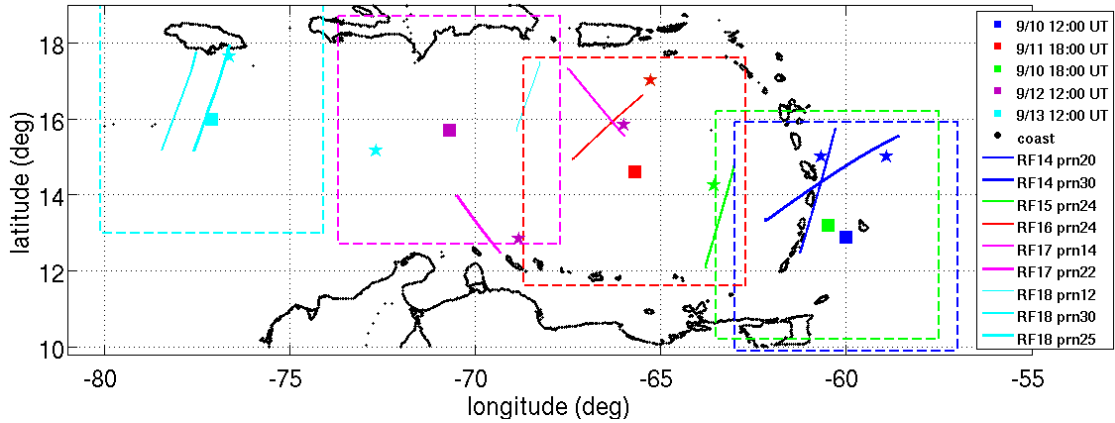 18
16
14
12
10
latitude (deg)
-80
-75
-70
-65
-60
-55
longitude (deg)
9/10 12:00 UT
9/11 18:00 UT
9/10 18:00 UT
9/12 12:00 UT
9/13 12:00 UT
coast
RF14 prn20
RF14 prn30
RF15 prn24
RF16 prn24
RF17 prn14
RF17 prn22
RF18 prn12
RF18 prn30
RF18 prn25